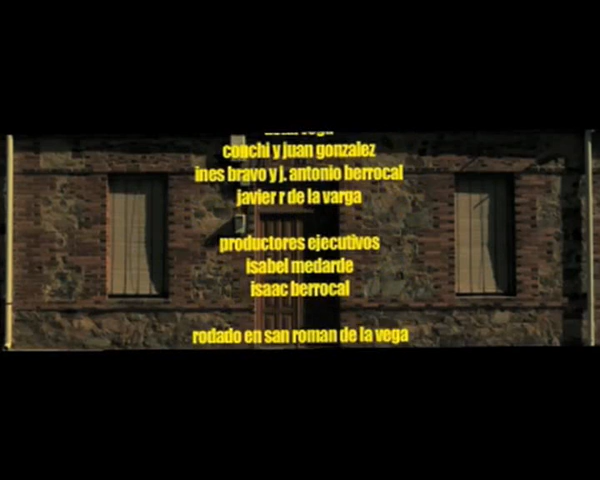 conchi y juan gonzalez
ines bravo y j. antonio berrocal
javier r de la varga
productores ejecutivos
isabel medarde
isaac berrocal
rodado en san roman de la vega